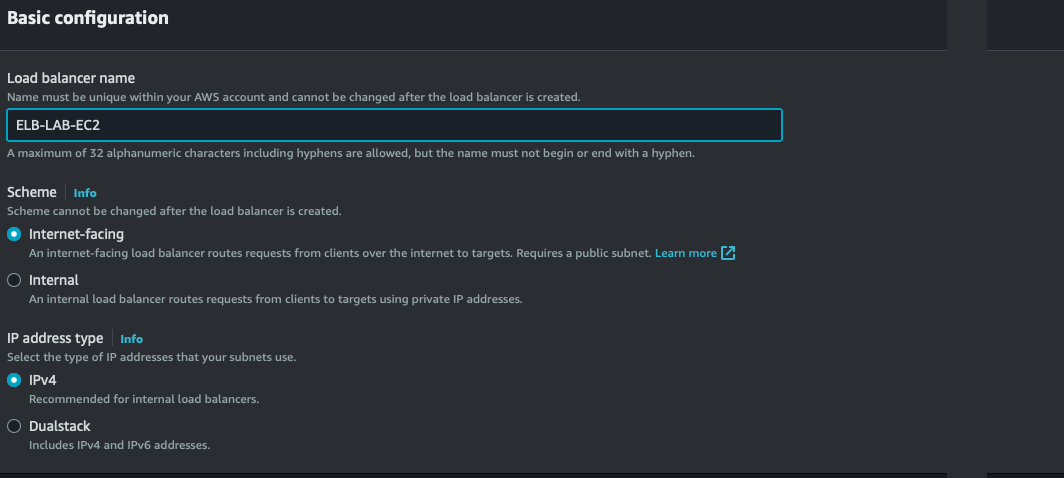 Basic configuration
Load balancer name
Name must be unique within your AWS account and cannot be changed after the load balancer is created.
ELB-LAB-EC2
A maximum of 32 alphanumeric characters including hyphens are allowed, but the name must not begin or end with a hyphen.
Scheme Info
Scheme cannot be changed after the load balancer is created.
Internet-facing
An internet-facing load balancer routes requests from clients over the internet to targets. Requires a public subnet. Learn more
Internal
An internal load balancer routes requests from clients to targets using private IP addresses.
IP address type Info
Select the type of IP addresses that your subnets use.
IPv4
Recommended for internal load balancers.
Dualstack
Includes IPv4 and IPv6 addresses.